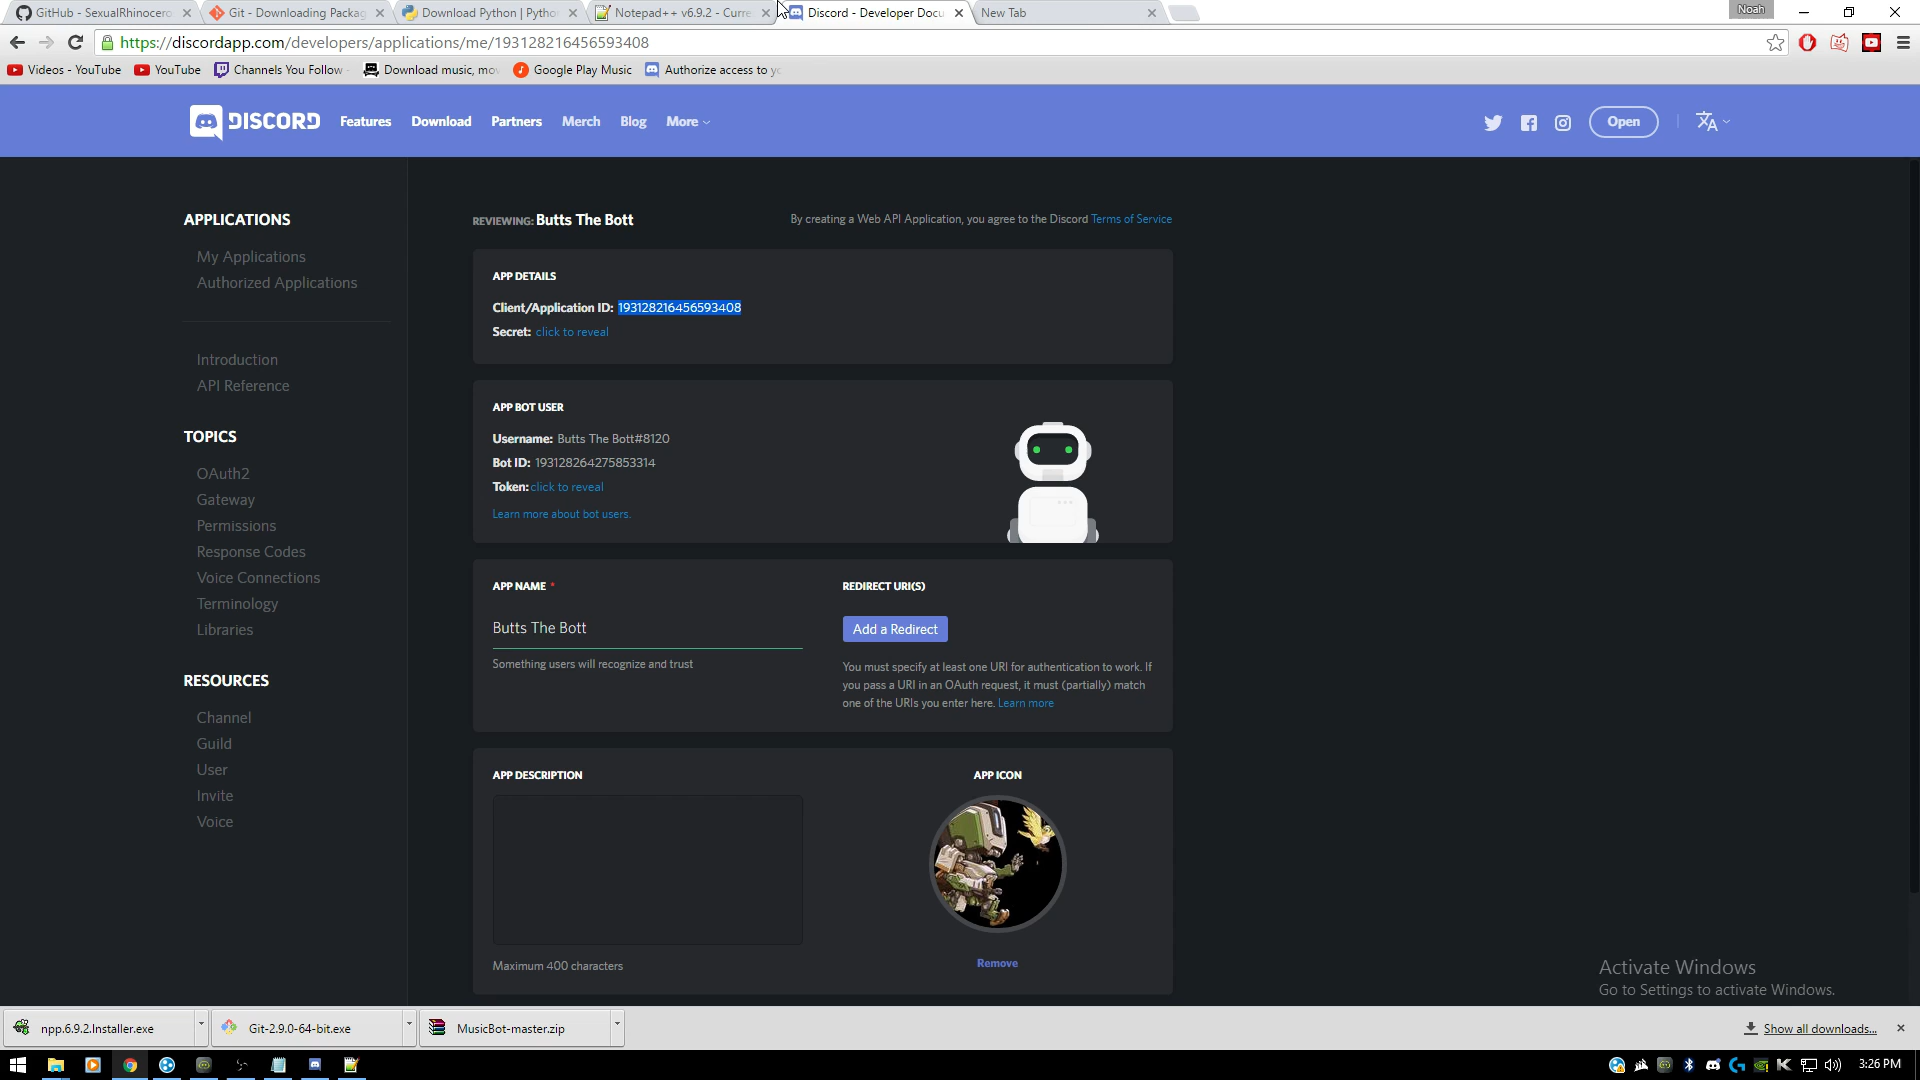 GitHub - SexualRhinocero
Git - Downloading Packag
Download Python | Pytho
Notepad++ v6.9.2 - Curre
Discord - Developer Docu
New Tab
Noah
https://discordapp.com/developers/applications/me/193128216456593408
Videos - YouTube
YouTube
Channels You Follow
Download music, mov
Google Play Music
Authorize access to yo
DISCORD
Features
Download
Partners
Merch
Blog
More
Open
APPLICATIONS
My Applications
Authorized Applications
Introduction
API Reference
TOPICS
OAuth2
Gateway
Permissions
Response Codes
Voice Connections
Terminology
Libraries
RESOURCES
Channel
Guild
User
Invite
Voice
REVIEWING: Butts The Bott
By creating a Web API Application, you agree to the Discord Terms of Service
APP DETAILS
Client/Application ID: 193128216456593408
Secret: click to reveal
APP BOT USER
Username: Butts The Bott#8120
Bot ID: 193128264275853314
Token: click to reveal
Learn more about bot users.
APP NAME *
Butts The Bott
Something users will recognize and trust
REDIRECT URI(S)
Add a Redirect
You must specify at least one URI for authentication to work. If
you pass a URI in an OAuth request, it must (partially) match
one of the URIs you enter here. Learn more
APP DESCRIPTION
Maximum 400 characters
APP ICON
Remove
Activate Windows
Go to Settings to activate Windows.
npp.6.9.2.Installer.exe
Git-2.9.0-64-bit.exe
MusicBot-master.zip
Show all downloads...
3:26 PM